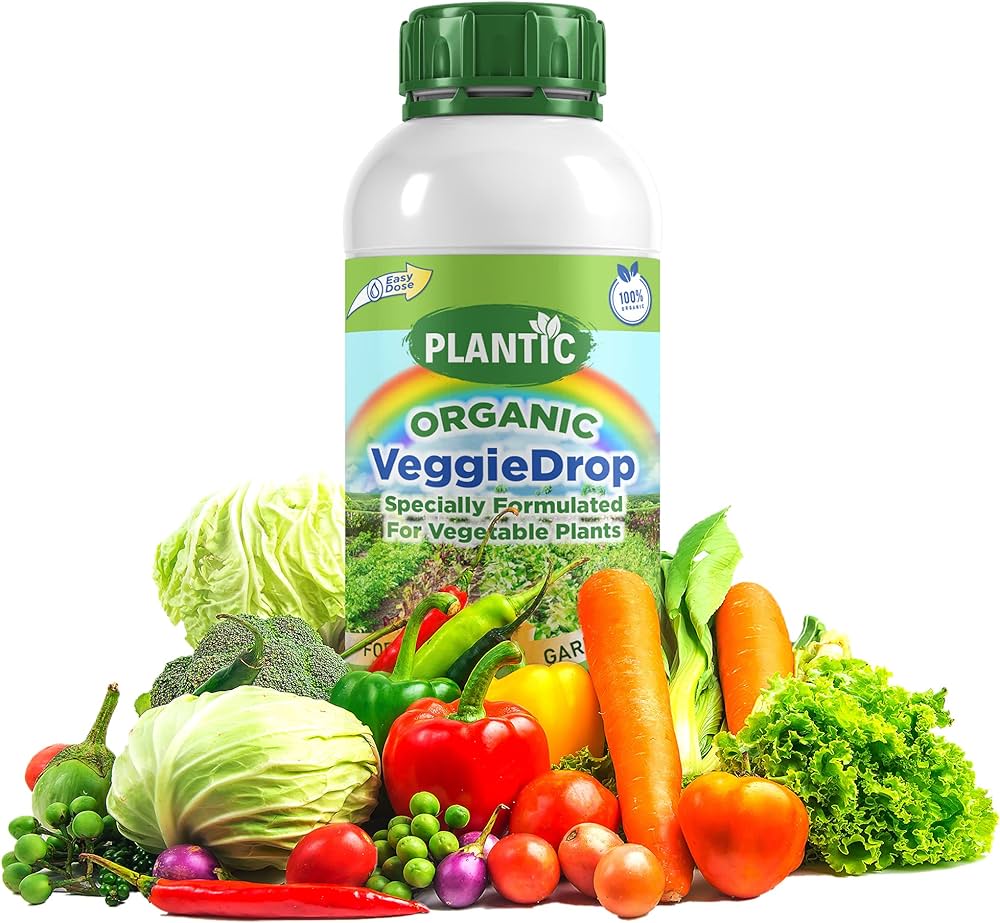 Easy
Dose
100%
ORGANIC
PLANTIC
ORGANIC
VeggieDrop
Specially Formulated
For Vegetable Plants